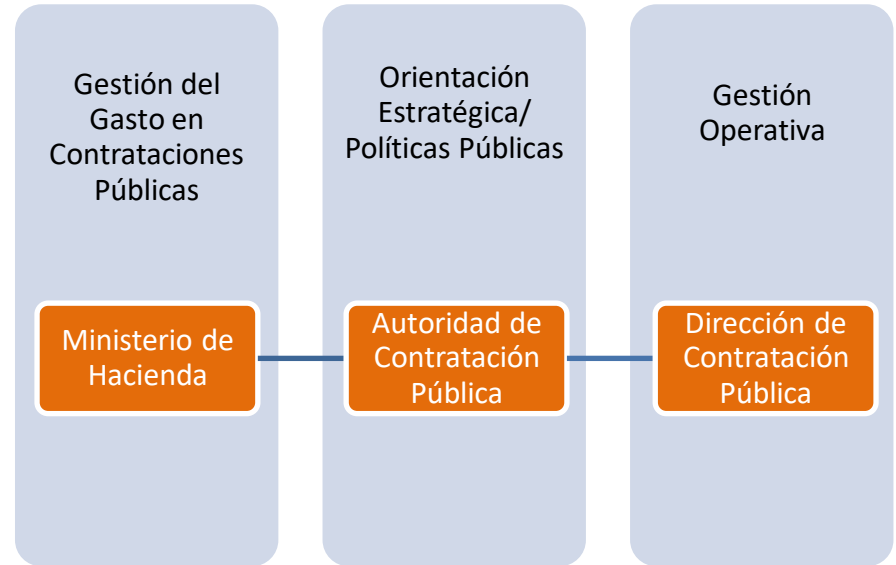 Gestión del
Gasto en
Contrataciones
Públicas
Orientación
Estratégica/
Políticas Públicas
Gestión
Operativa
Ministerio de
Hacienda
Autoridad de
Contratación
Pública
Dirección de
Contratación
Pública